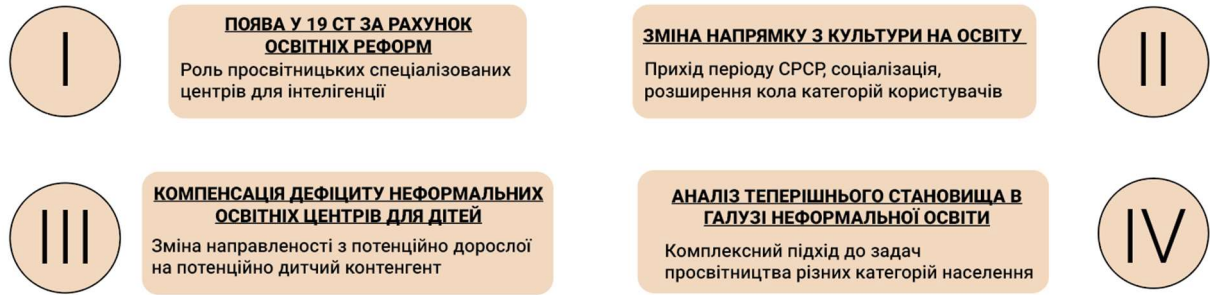 I
ПОЯВА У 19 СТ ЗА РАХУНОК
ОСВІТНІХ РЕФОРМ
Роль просвітницьких спеціалізованих
центрів для інтелігенції
ЗМІНА НАПРЯМКУ З КУЛЬТУРИ НА ОСВІТУ
Прихід періоду СРСР, соціалізація,
розширення кола категорій користувачів
II
III
КОМПЕНСАЦІЯ ДЕФІЦИТУ НЕФОРМАЛЬНИХ
ОСВІТНІХ ЦЕНТРІВ ДЛЯ ДІТЕЙ
Зміна направленості з потенційно дорослої
на потенційно дитчий контенгент
АНАЛІЗ ТЕПЕРІШНЬОГО СТАНОВИЩА В
ГАЛУЗІ НЕФОРМАЛЬНОЇ ОСВІТИ
Комплексний підхід до задач
просвітництва різних категорій населення
IV